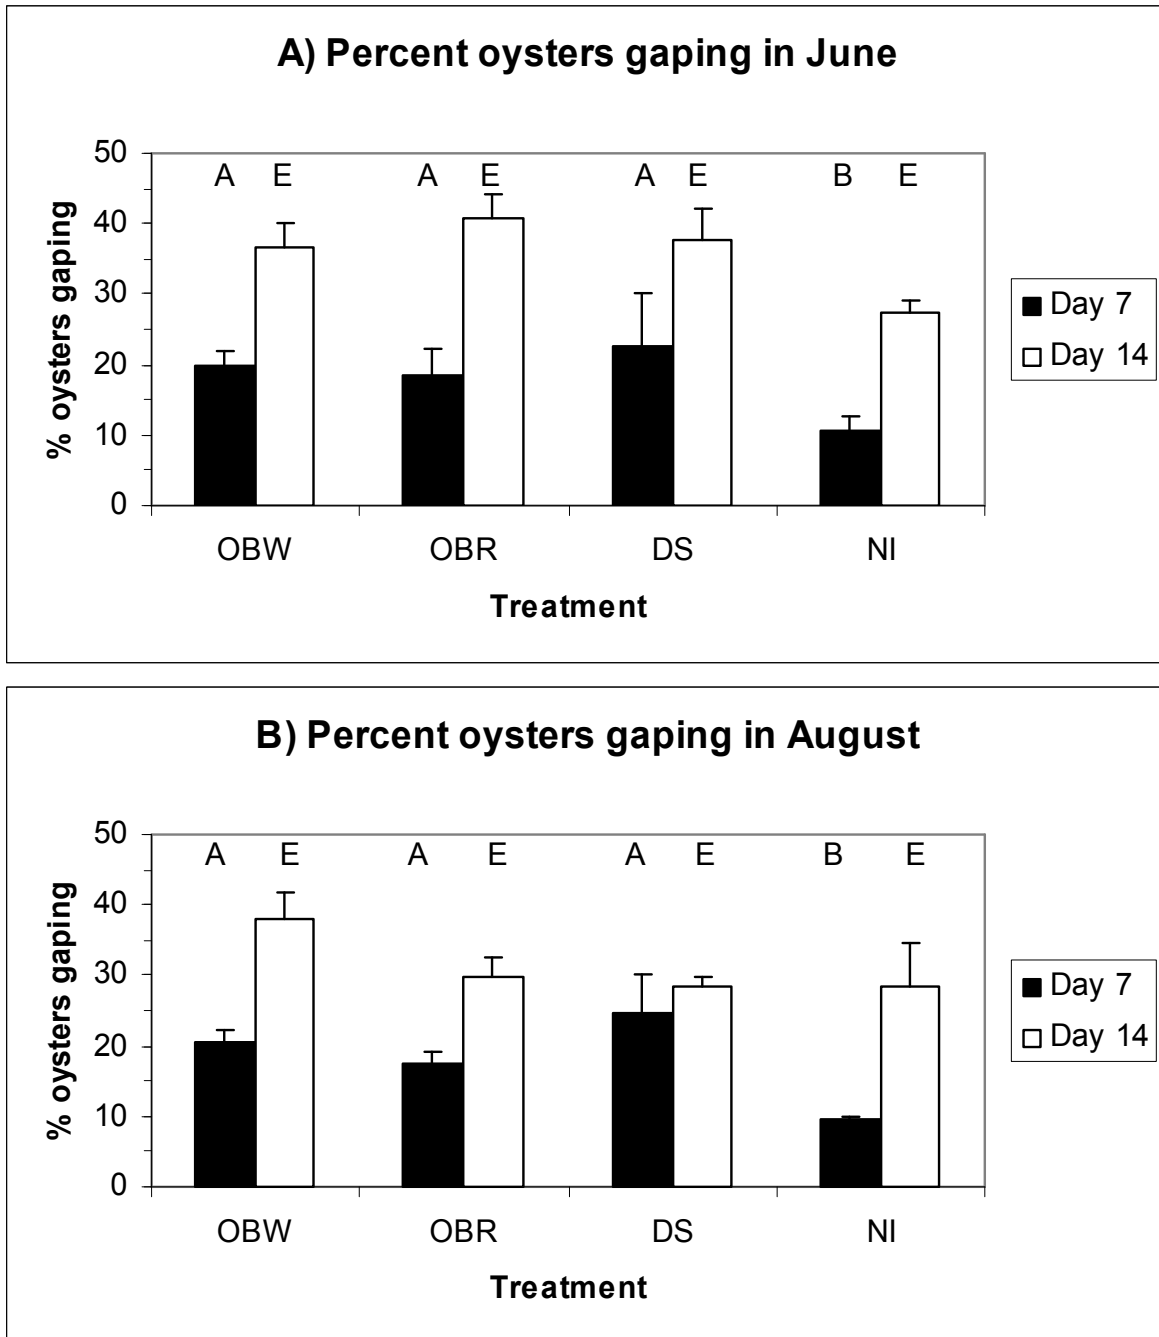 A) Percent oysters gaping in June
50
40
30
20
10
0
% oysters gaping
A E A E A E B E
OBW OBR DS NI
Treatment
Day 7
Day 14
B) Percent oysters gaping in August
50
40
30
20
10
0
% oysters gaping
A E A E A E B E
OBW OBR DS NI
Treatment
Day 7
Day 14